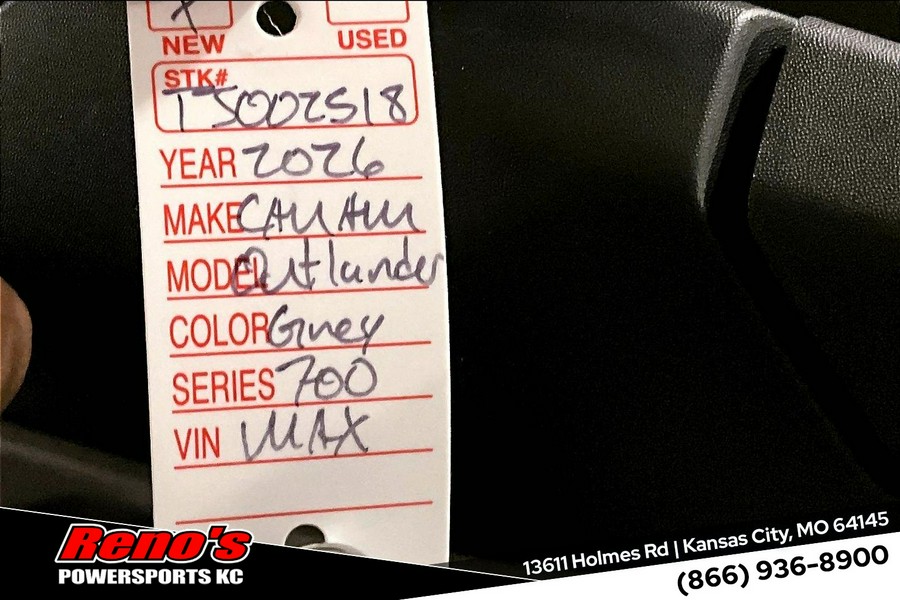 X
NEW USED
STK#
TS002518
YEAR 2026
MAKE CAN AM
MODEL Outlander
COLOR Grey
SERIES 700
VIN MAX
Reno's
POWERSPORTS KC
13611 Holmes Rd | Kansas City, MO 64145
(866) 936-8900